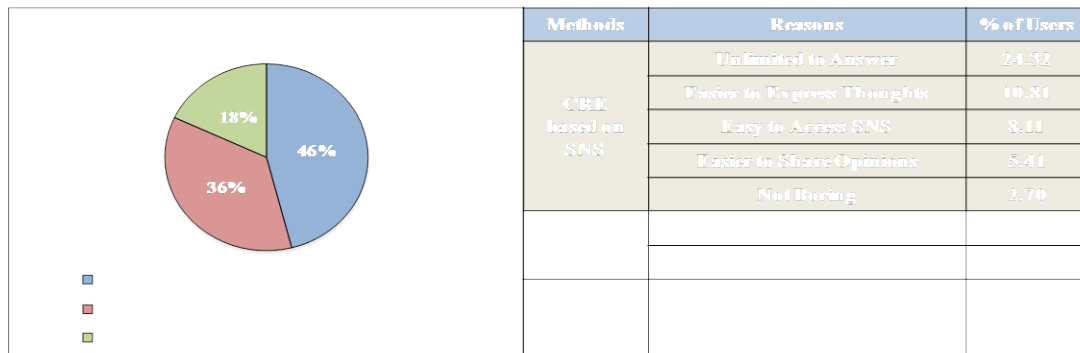 46%
36%
18%
Methods Reasons % of Users
CRE based on SNS
Unlimited to Answer 24.32
Easier to Express Thoughts 10.81
Easy to Access SNS 8.11
Easier to Share Opinions 5.41
Not Boring 2.70